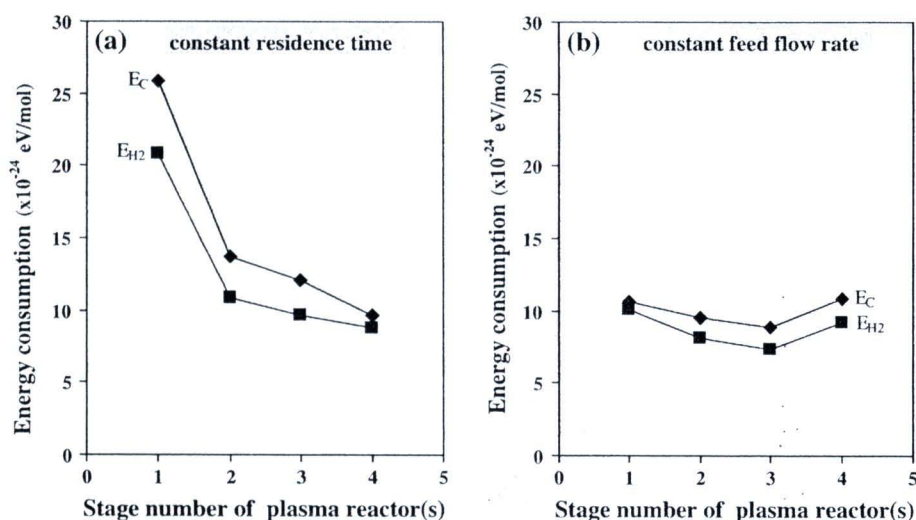 (a) constant residence time
Energy consumption (x10⁻²⁴ eV/mol)
30
25
20
15
10
5
0
E_C
E_H2
0 1 2 3 4 5
Stage number of plasma reactor(s)
(b) constant feed flow rate
Energy consumption (x10⁻²⁴ eV/mol)
30
25
20
15
10
5
0
E_C
E_H2
0 1 2 3 4 5
Stage number of plasma reactor(s)